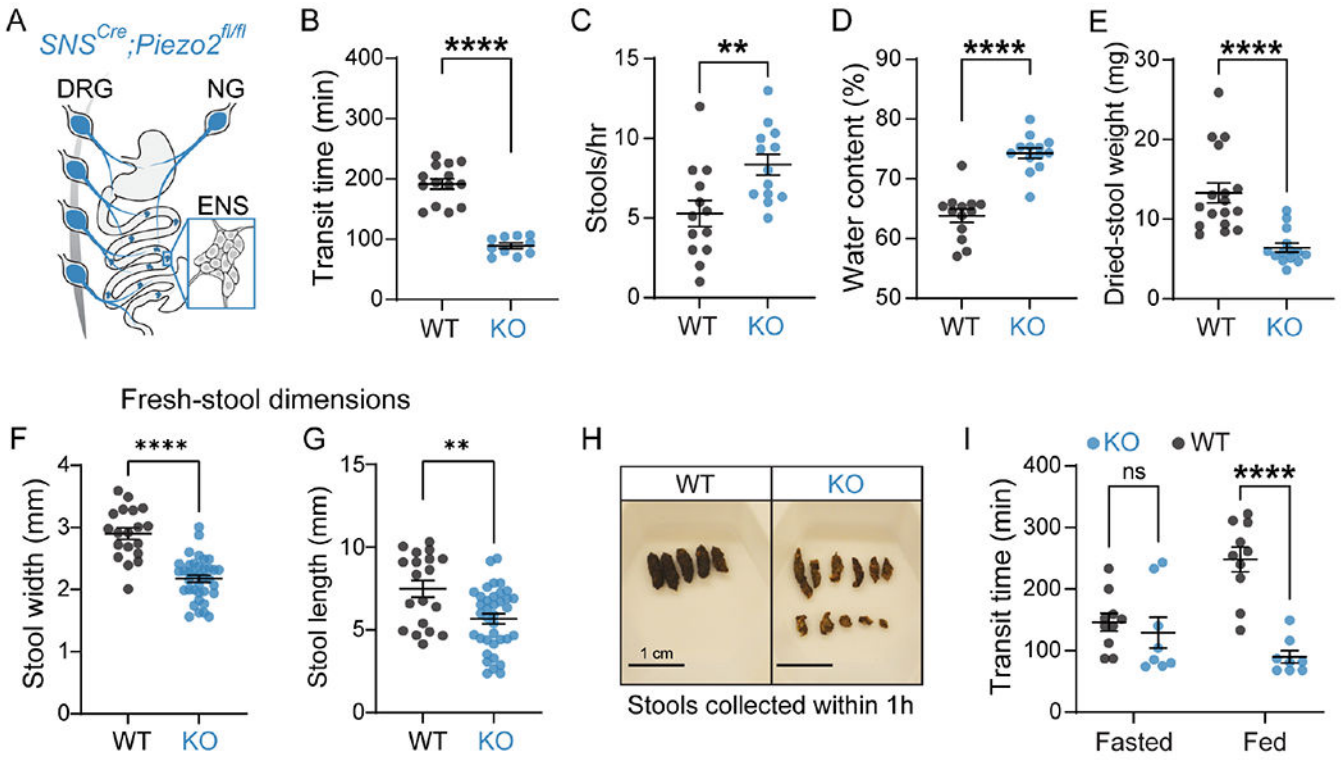 A
SNS^Cre;Piezo2^fl/fl
DRG
NG
ENS
B
Transit time (min)
400
300
200
100
0
****
WT
KO
C
Stools/hr
15
10
5
0
**
WT
KO
D
Water content (%)
90
80
70
60
50
****
WT
KO
E
Dried-stool weight (mg)
30
20
10
0
****
WT
KO
Fresh-stool dimensions
F
Stool width (mm)
4
3
2
1
0
****
WT
KO
G
Stool length (mm)
15
10
5
0
**
WT
KO
H
WT
KO
1 cm
Stools collected within 1h
I
KO
WT
Transit time (min)
400
300
200
100
0
ns
****
Fasted
Fed